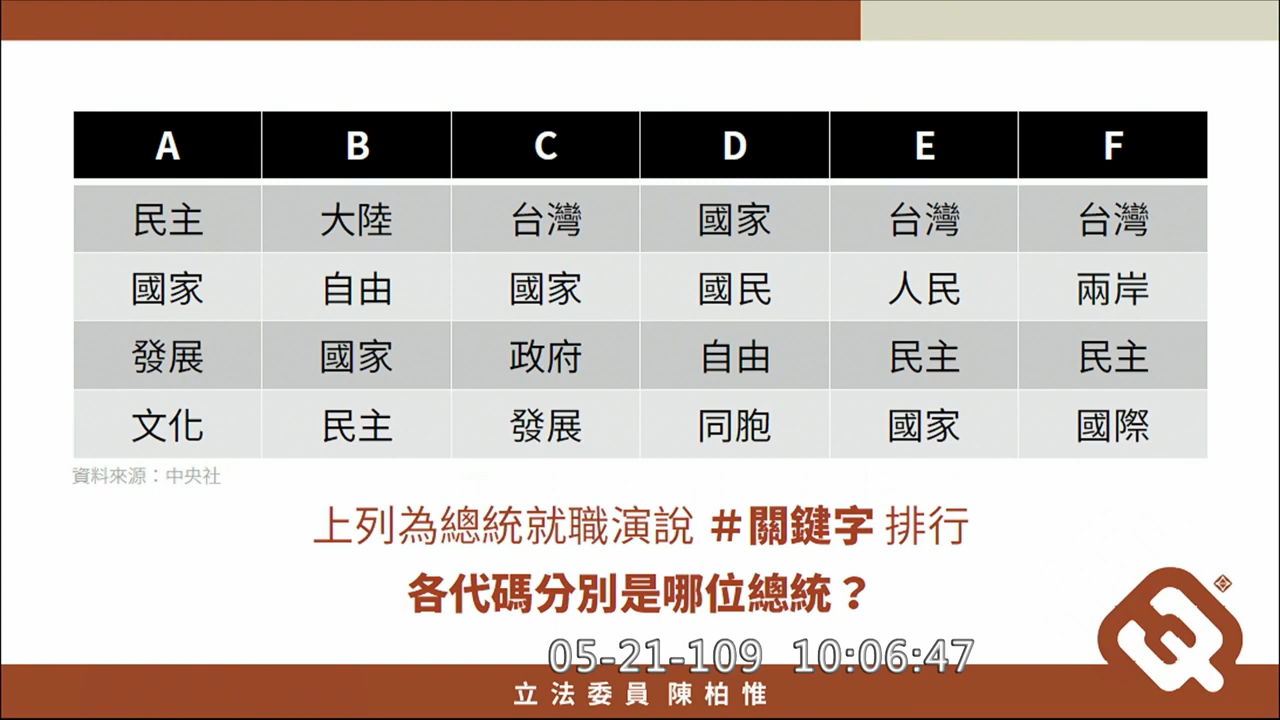 A B C D E F
民主 大陸 台灣 國家 台灣 台灣
國家 自由 國家 國民 人民 兩岸
發展 國家 政府 自由 民主 民主
文化 民主 發展 同胞 國家 國際
資料來源：中央社
上列為總統就職演說 #關鍵字 排行
各代碼分別是哪位總統？
05-21-109 10:06:47
立法委員 陳柏惟